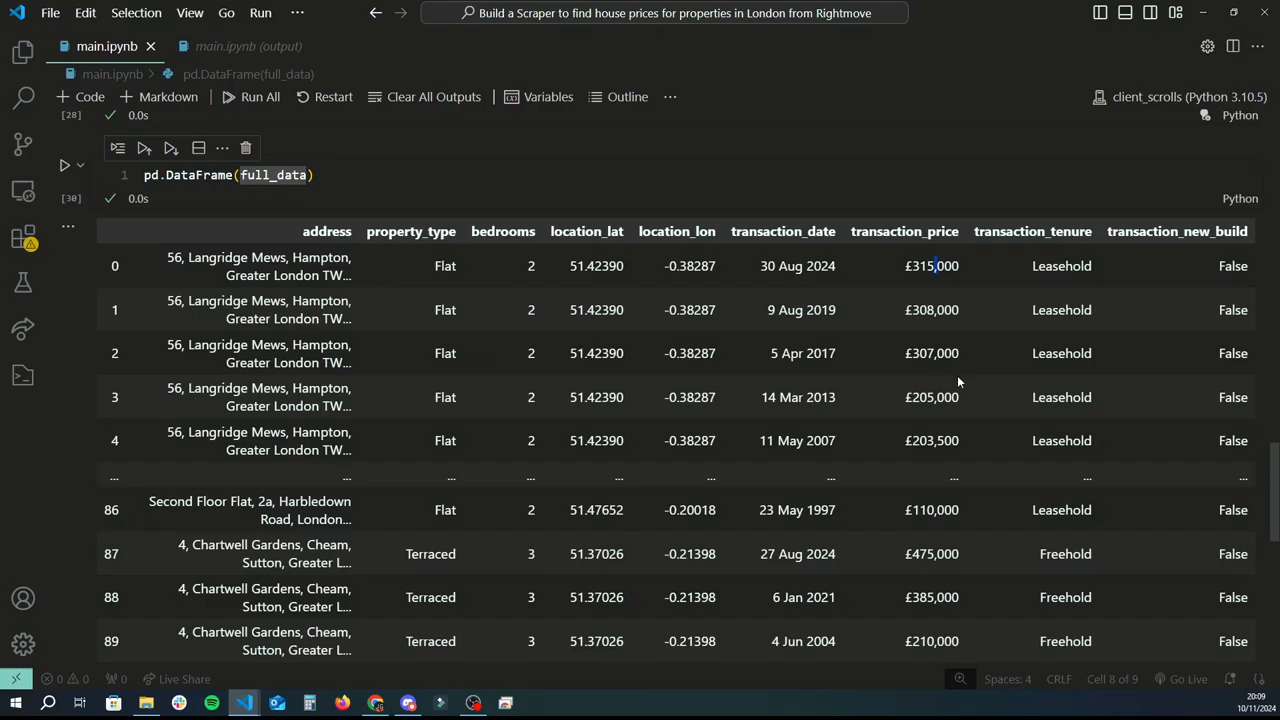 File Edit Selection View Go Run ··· Build a Scraper to find house prices for properties in London from Rightmove
main.ipynb main.ipynb (output)
main.ipynb > pd.DataFrame(full_data)
+ Code + Markdown Run All Restart Clear All Outputs Variables Outline ··· client_scrolls (Python 3.10.5)
[28] 0.0s Python
1 pd.DataFrame(full_data)
[30] 0.0s Python
address property_type bedrooms location_lat location_lon transaction_date transaction_price transaction_tenure transaction_new_build
0 56, Langridge Mews, Hampton, Flat 2 51.42390 -0.38287 30 Aug 2024 £315,000 Leasehold False
Greater London TW...
1 56, Langridge Mews, Hampton, Flat 2 51.42390 -0.38287 9 Aug 2019 £308,000 Leasehold False
Greater London TW...
2 56, Langridge Mews, Hampton, Flat 2 51.42390 -0.38287 5 Apr 2017 £307,000 Leasehold False
Greater London TW...
3 56, Langridge Mews, Hampton, Flat 2 51.42390 -0.38287 14 Mar 2013 £205,000 Leasehold False
Greater London TW...
4 56, Langridge Mews, Hampton, Flat 2 51.42390 -0.38287 11 May 2007 £203,500 Leasehold False
Greater London TW...
... ... ... ... ... ... ... ... ... ...
86 Second Floor Flat, 2a, Harbledown Flat 2 51.47652 -0.20018 23 May 1997 £110,000 Leasehold False
Road, London...
87 4, Chartwell Gardens, Cheam, Terraced 3 51.37026 -0.21398 27 Aug 2024 £475,000 Freehold False
Sutton, Greater L...
88 4, Chartwell Gardens, Cheam, Terraced 3 51.37026 -0.21398 6 Jan 2021 £385,000 Freehold False
Sutton, Greater L...
89 4, Chartwell Gardens, Cheam, Terraced 3 51.37026 -0.21398 4 Jun 2004 £210,000 Freehold False
Sutton, Greater L...
0 0 0 Live Share Spaces: 4 CRLF Cell 8 of 9 Go Live
20:09
10/11/2024